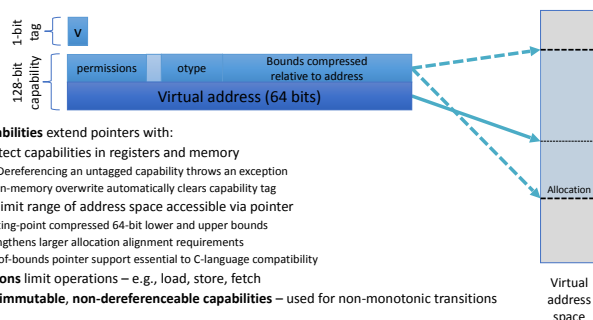 1-bit
tag
V
128-bit
capability
permissions
otype
Bounds compressed
relative to address
Virtual address (64 bits)
abilities extend pointers with:
tect capabilities in registers and memory
Dereferencing an untagged capability throws an exception
n-memory overwrite automatically clears capability tag
imit range of address space accessible via pointer
ting-point compressed 64-bit lower and upper bounds
ngthens larger allocation alignment requirements
of-bounds pointer support essential to C-language compatibility
ons limit operations – e.g., load, store, fetch
immutable, non-dereferenceable capabilities – used for non-monotonic transitions
Allocation
Virtual
address
space